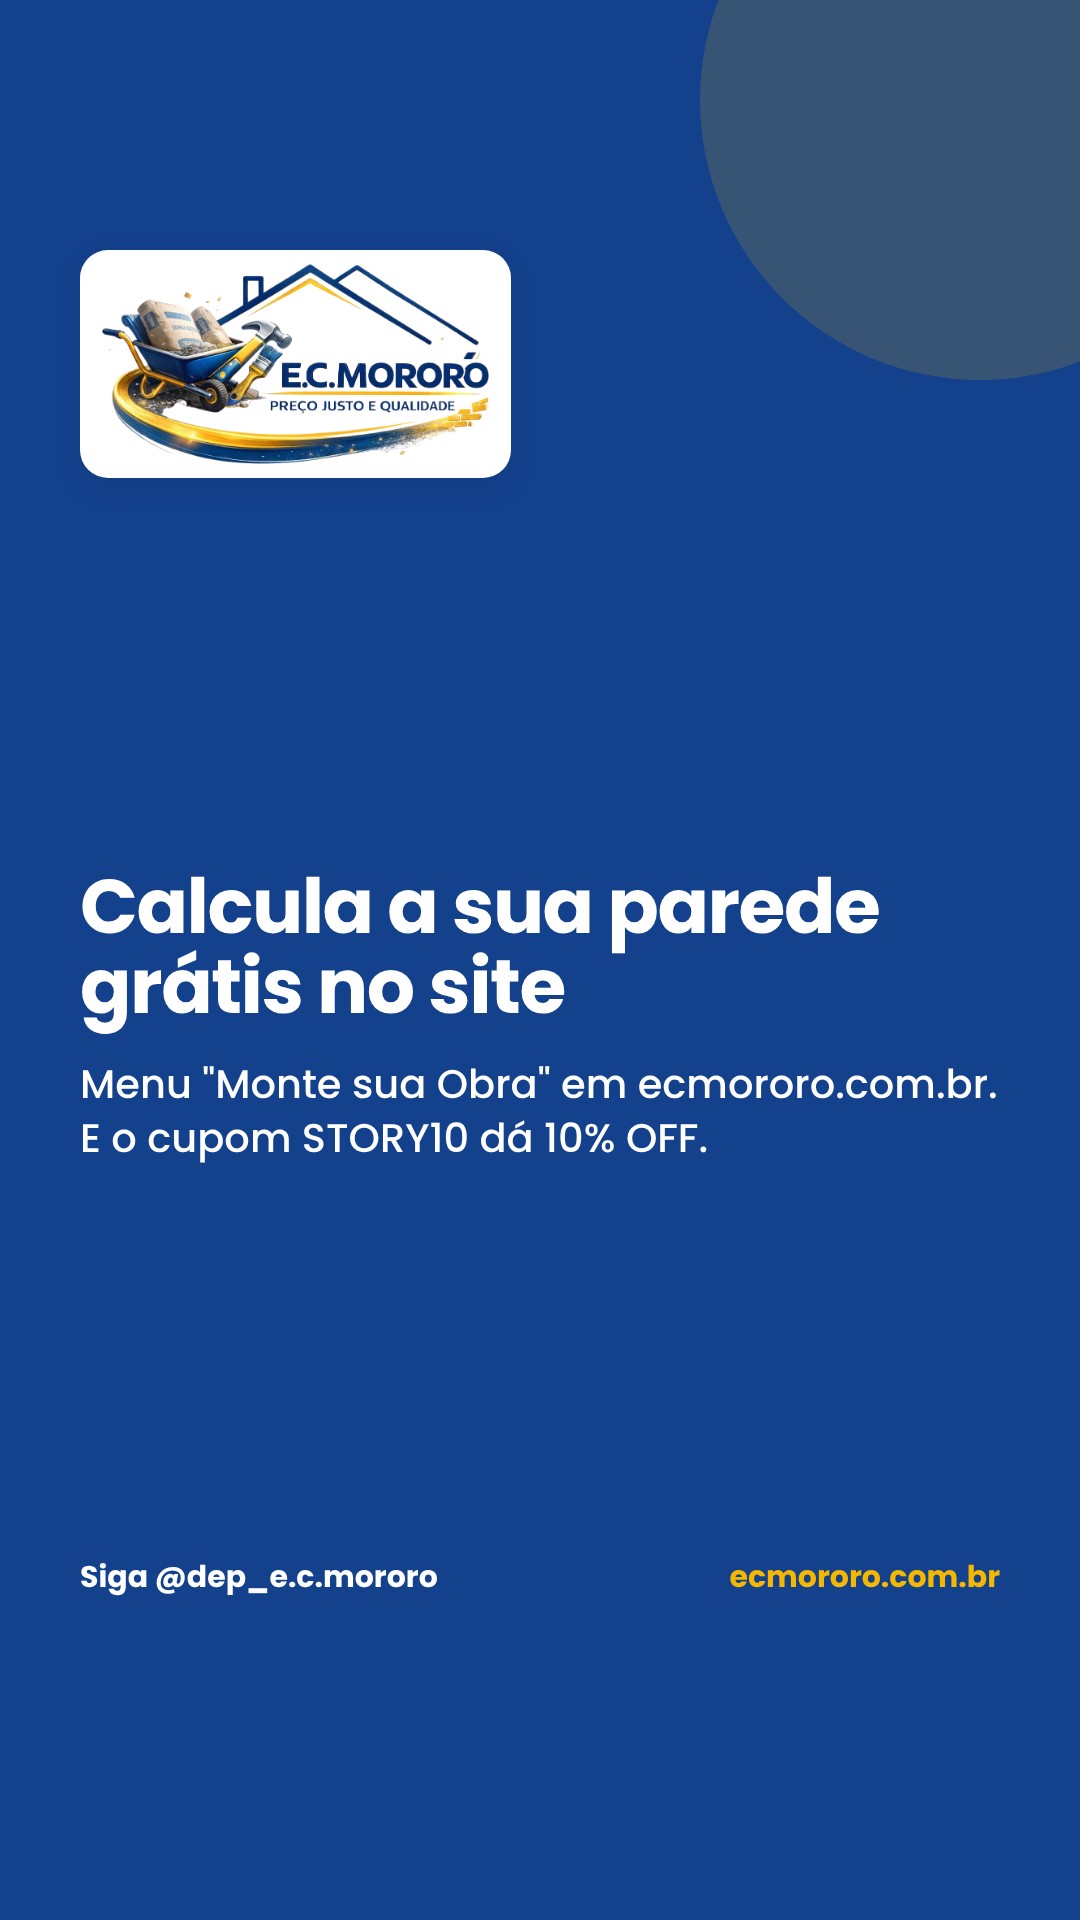 E.C.MORORÓ
PREÇO JUSTO E QUALIDADE
Calcula a sua parede
grátis no site
Menu "Monte sua Obra" em ecmororo.com.br.
E o cupom STORY10 dá 10% OFF.
Siga @dep_e.c.mororo
ecmororo.com.br